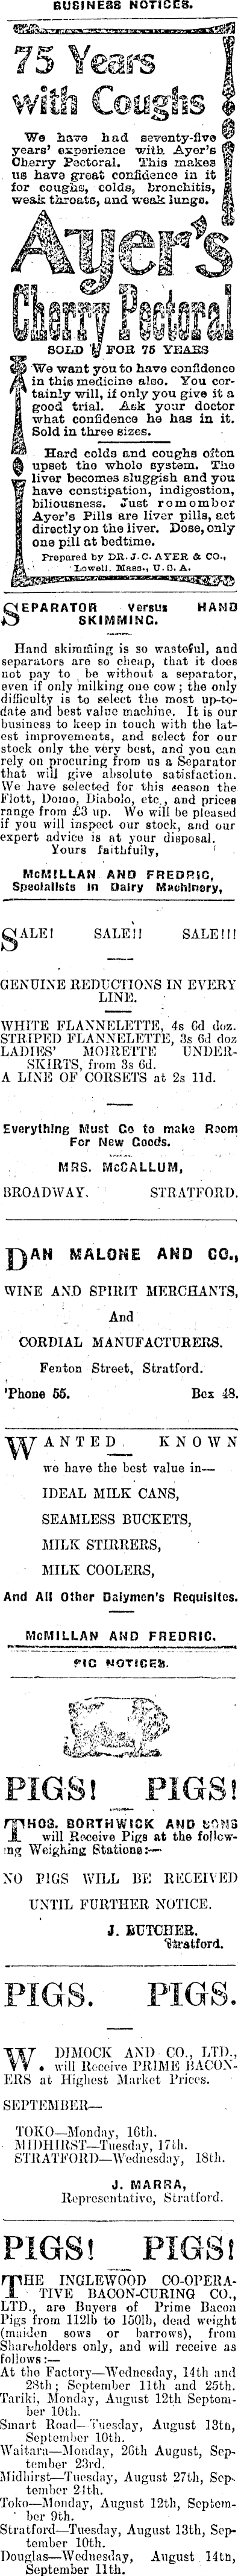 BUSINESS NOTICES.
75 Years
with Coughs
We have had seventy-five
years' experience with Ayer's
Cherry Pectoral. This makes
us have great confidence in it
for coughs, colds, bronchitis,
weak throats, and weak lungs.
Ayer's
Cherry Pectoral
SOLD FOR 75 YEARS
We want you to have confidence
in this medicine also. You cer-
tainly will, if only you give it a
good trial. Ask your doctor
what confidence he has in it.
Sold in three sizes.
Hard colds and coughs often
upset the whole system. The
liver becomes sluggish and you
have constipation, indigestion,
biliousness. Just remember
Ayer's Pills are liver pills, act
directly on the liver. Dose, only
one pill at bedtime.
Prepared by DR. J. C. AYER & CO.,
Lowell, Mass., U. S. A.
SEPARATOR versus HAND
SKIMMING.
Hand skimming is so wasteful, and
separators are so cheap, that it does
not pay to be without a separator,
even if only milking one cow; the only
difficulty is to select the most up-to-
date and best value machine. It is our
business to keep in touch with the lat-
est improvements, and select for our
stock only the very best, and you can
rely on procuring from us a Separator
that will give absolute satisfaction.
We have selected for this season the
Flott, Domo, Diabolo, etc., and prices
range from £3 up. We will be pleased
if you will inspect our stock, and our
expert advice is at your disposal.
Yours faithfully,
McMILLAN AND FREDRIC,
Specialists in Dairy Machinery,
SALE! SALE!! SALE!!!
GENUINE REDUCTIONS IN EVERY
LINE.
WHITE FLANNELETTE, 4s 6d doz.
STRIPED FLANNELETTE, 3s 6d doz
LADIES' MOIRETTE UNDER-
SKIRTS, from 3s 6d.
A LINE OF CORSETS at 2s 11d.
Everything Must Go to make Room
For New Goods.
MRS. McCALLUM,
BROADWAY. STRATFORD.
DAN MALONE AND CO.,
WINE AND SPIRIT MERCHANTS,
And
CORDIAL MANUFACTURERS.
Fenton Street, Stratford.
'Phone 55. Box 48.
WANTED KNOWN
we have the best value in—
IDEAL MILK CANS,
SEAMLESS BUCKETS,
MILK STIRRERS,
MILK COOLERS,
And All Other Daiymen's Requisites.
McMILLAN AND FREDRIC.
PIG NOTICES.
PIGS! PIGS!
THOS. BORTHWICK AND SONS
will Receive Pigs at the follow-
ing Weighing Stations:—
NO PIGS WILL BE RECEIVED
UNTIL FURTHER NOTICE.
J. BUTCHER,
Stratford.
PIGS. PIGS.
W. DIMOCK AND CO., LTD.,
will Receive PRIME BACON-
ERS at Highest Market Prices.
SEPTEMBER—
TOKO—Monday, 16th.
MIDHIRST—Tuesday, 17th.
STRATFORD—Wednesday, 18th.
J. MARRA,
Representative, Stratford.
PIGS! PIGS!
THE INGLEWOOD CO-OPERA-
TIVE BACON-CURING CO.,
LTD., are Buyers of Prime Bacon
Pigs from 112lb to 150lb, dead weight
(maiden sows or barrows), from
Shareholders only, and will receive as
follows:—
At the Factory—Wednesday, 14th and
28th; September 11th and 25th.
Tariki, Monday, August 12th Septem-
ber 10th.
Smart Road—Tuesday, August 13th,
September 10th.
Waitara—Monday, 26th August, Sep-
tember 23rd.
Midhirst—Tuesday, August 27th, Sep-
tember 24th.
Toko—Monday, August 12th, Septem-
ber 9th.
Stratford—Tuesday, August 13th, Sep-
tember 10th.
Douglas—Wednesday, August 14th,
September 11th.